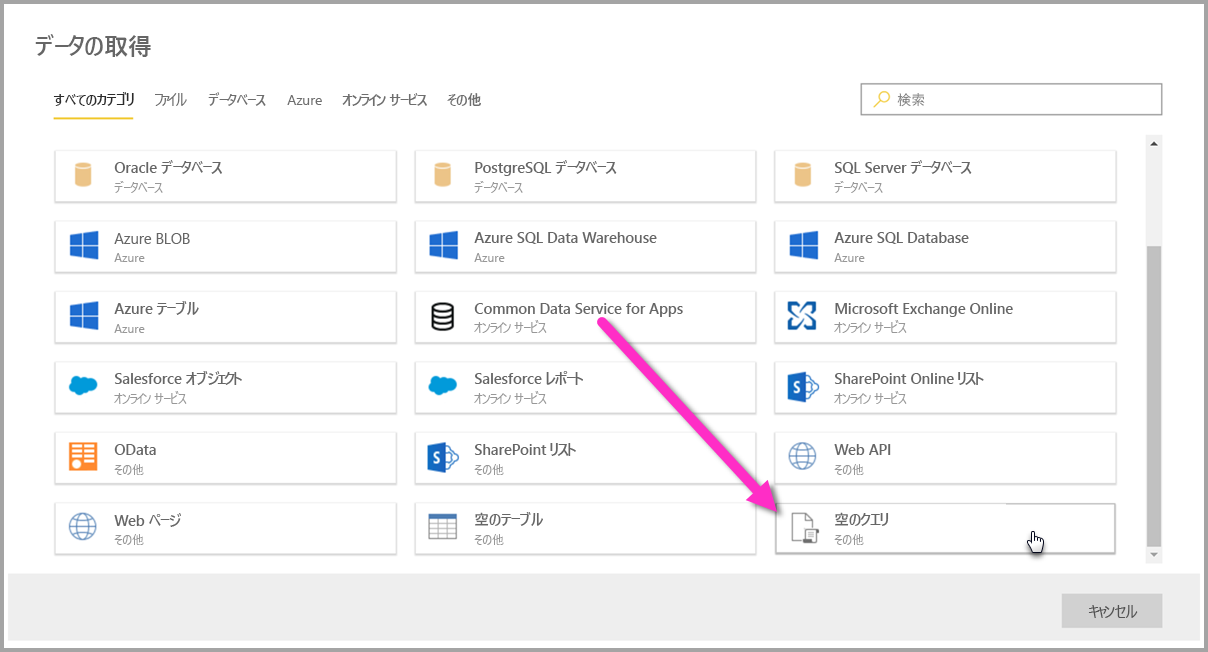 データの取得
すべてのカテゴリ ファイル データベース Azure オンライン サービス その他
検索
Oracle データベース
データベース
PostgreSQL データベース
データベース
SQL Server データベース
データベース
Azure BLOB
Azure
Azure SQL Data Warehouse
Azure
Azure SQL Database
Azure
Azure テーブル
Azure
Common Data Service for Apps
オンライン サービス
Microsoft Exchange Online
オンライン サービス
Salesforce オブジェクト
オンライン サービス
Salesforce レポート
オンライン サービス
SharePoint Online リスト
オンライン サービス
OData
その他
SharePoint リスト
その他
Web API
その他
Web ページ
その他
空のテーブル
その他
空のクエリ
その他
キャンセル